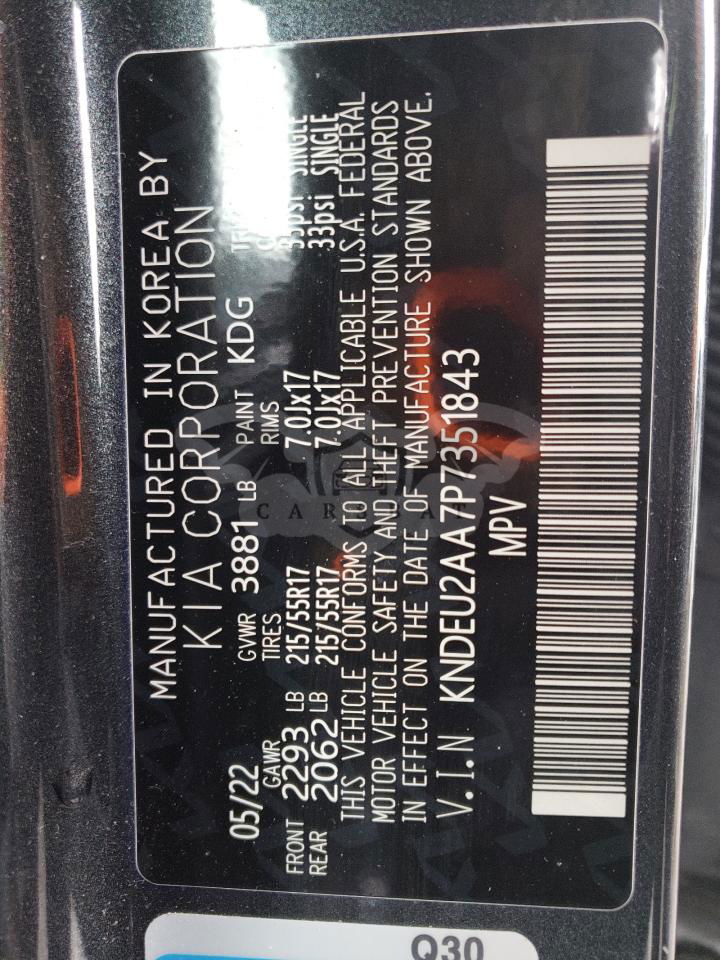 MANUFACTURED IN KOREA BY
KIA CORPORATION
05/22 GVWR 3881 LB PAINT KDG
GAWR TIRES RIMS
FRONT 2293 LB 215/55R17 7.0Jx17 33psi SINGLE
REAR 2062 LB 215/55R17 7.0Jx17 33psi SINGLE
THIS VEHICLE CONFORMS TO ALL APPLICABLE U.S.A. FEDERAL
MOTOR VEHICLE SAFETY AND THEFT PREVENTION STANDARDS
IN EFFECT ON THE DATE OF MANUFACTURE SHOWN ABOVE.
V.I.N KNDEU2AA7P7351843
MPV
Q30